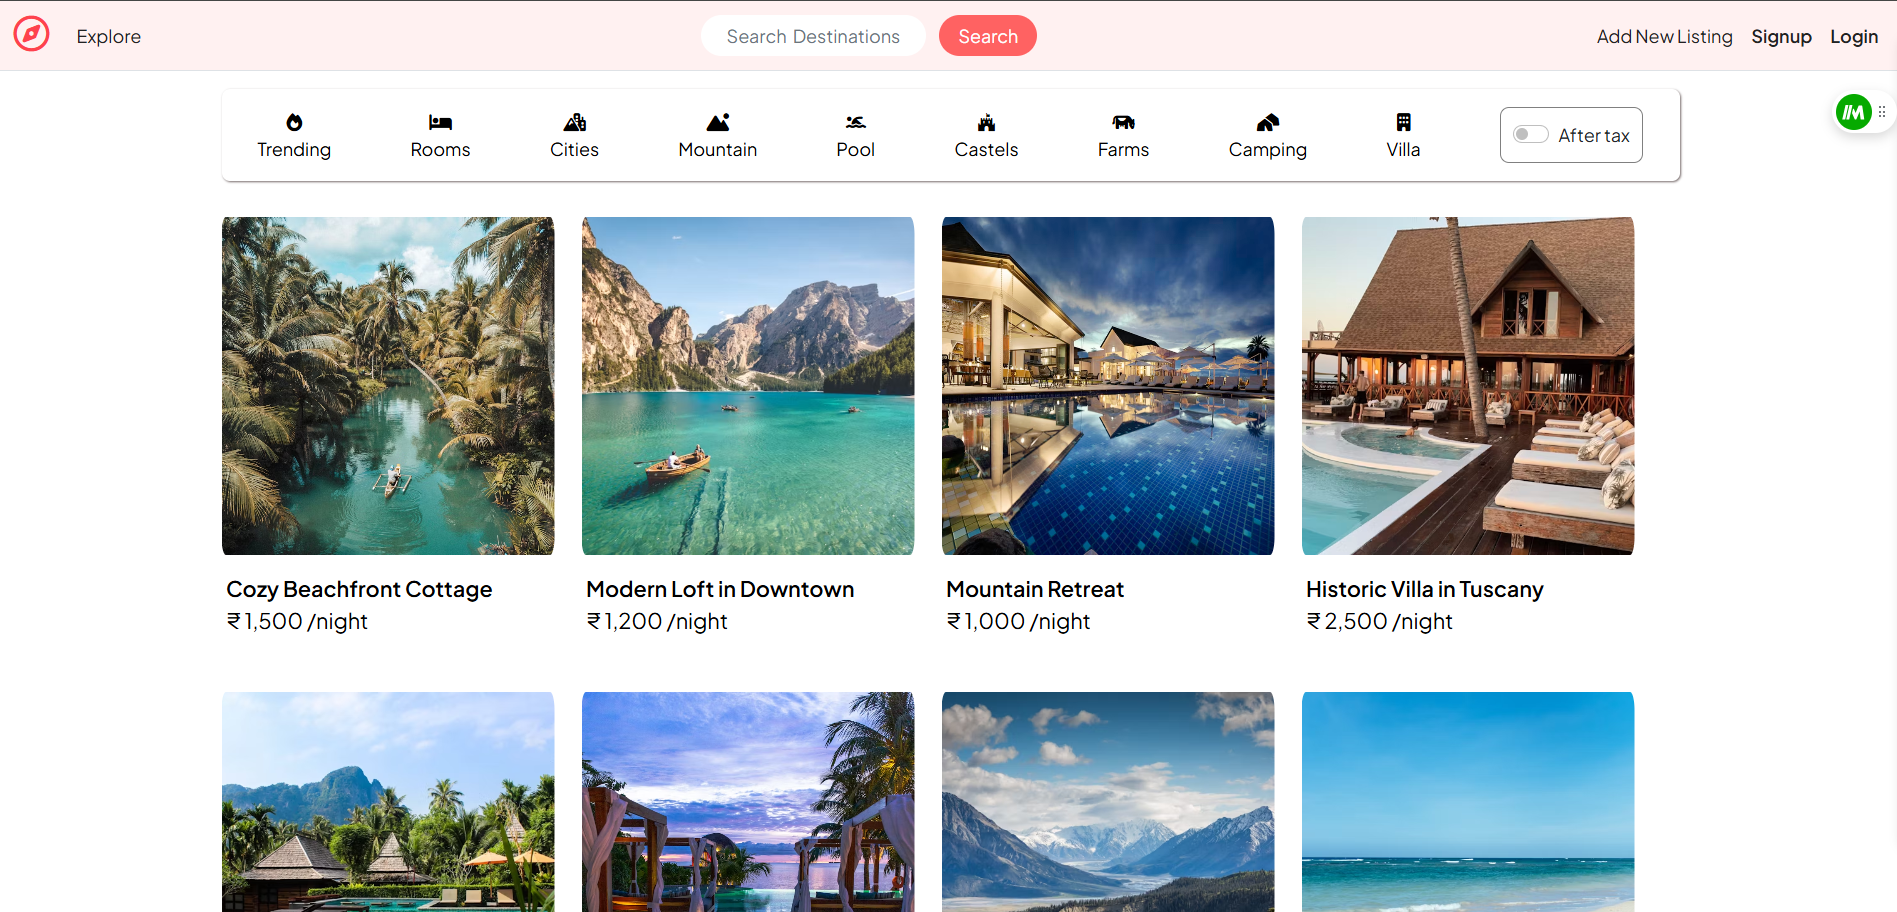 Explore
Search Destinations
Search
Add New Listing
Signup
Login
Trending
Rooms
Cities
Mountain
Pool
Castels
Farms
Camping
Villa
After tax
Cozy Beachfront Cottage
₹ 1,500 /night
Modern Loft in Downtown
₹ 1,200 /night
Mountain Retreat
₹ 1,000 /night
Historic Villa in Tuscany
₹ 2,500 /night